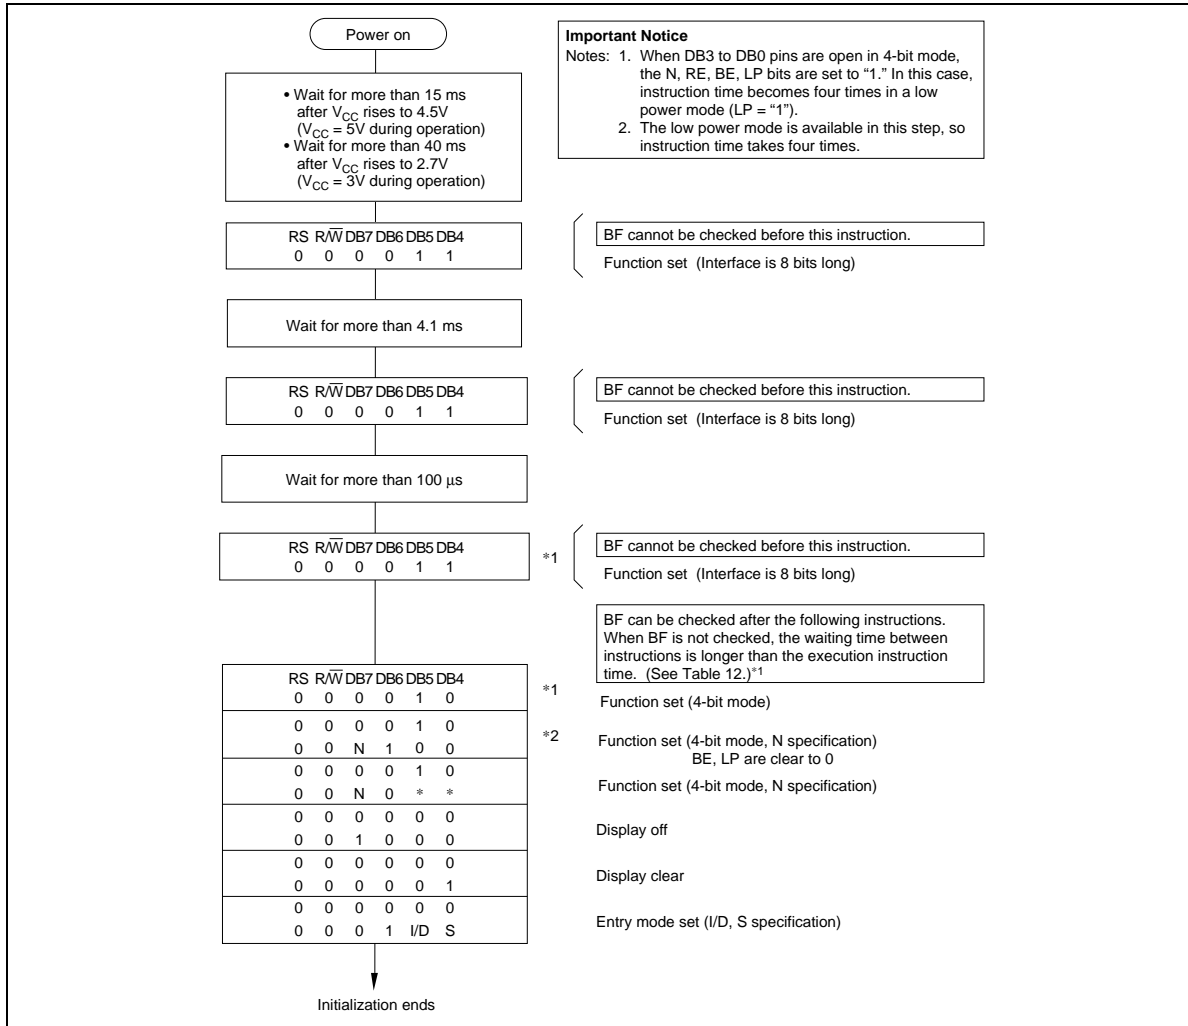 Power on
Important Notice
Notes: 1. When DB3 to DB0 pins are open in 4-bit mode,
the N, RE, BE, LP bits are set to “1.” In this case,
instruction time becomes four times in a low
power mode (LP = “1”).
2. The low power mode is available in this step, so
instruction time takes four times.
• Wait for more than 15 ms
after VCC rises to 4.5V
(VCC = 5V during operation)
• Wait for more than 40 ms
after VCC rises to 2.7V
(VCC = 3V during operation)
RS R/W̅ DB7 DB6 DB5 DB4
0 0 0 0 1 1
BF cannot be checked before this instruction.
Function set (Interface is 8 bits long)
Wait for more than 4.1 ms
RS R/W̅ DB7 DB6 DB5 DB4
0 0 0 0 1 1
BF cannot be checked before this instruction.
Function set (Interface is 8 bits long)
Wait for more than 100 μs
RS R/W̅ DB7 DB6 DB5 DB4
0 0 0 0 1 1
*1
BF cannot be checked before this instruction.
Function set (Interface is 8 bits long)
BF can be checked after the following instructions.
When BF is not checked, the waiting time between
instructions is longer than the execution instruction
time. (See Table 12.)*1
RS R/W̅ DB7 DB6 DB5 DB4
0 0 0 0 1 0
*1
Function set (4-bit mode)
0 0 0 0 1 0
0 0 N 1 0 0
*2
Function set (4-bit mode, N specification)
BE, LP are clear to 0
0 0 0 0 1 0
0 0 N 0 * *
Function set (4-bit mode, N specification)
0 0 0 0 0 0
0 0 1 0 0 0
Display off
0 0 0 0 0 0
0 0 0 0 0 1
Display clear
0 0 0 0 0 0
0 0 0 1 I/D S
Entry mode set (I/D, S specification)
Initialization ends